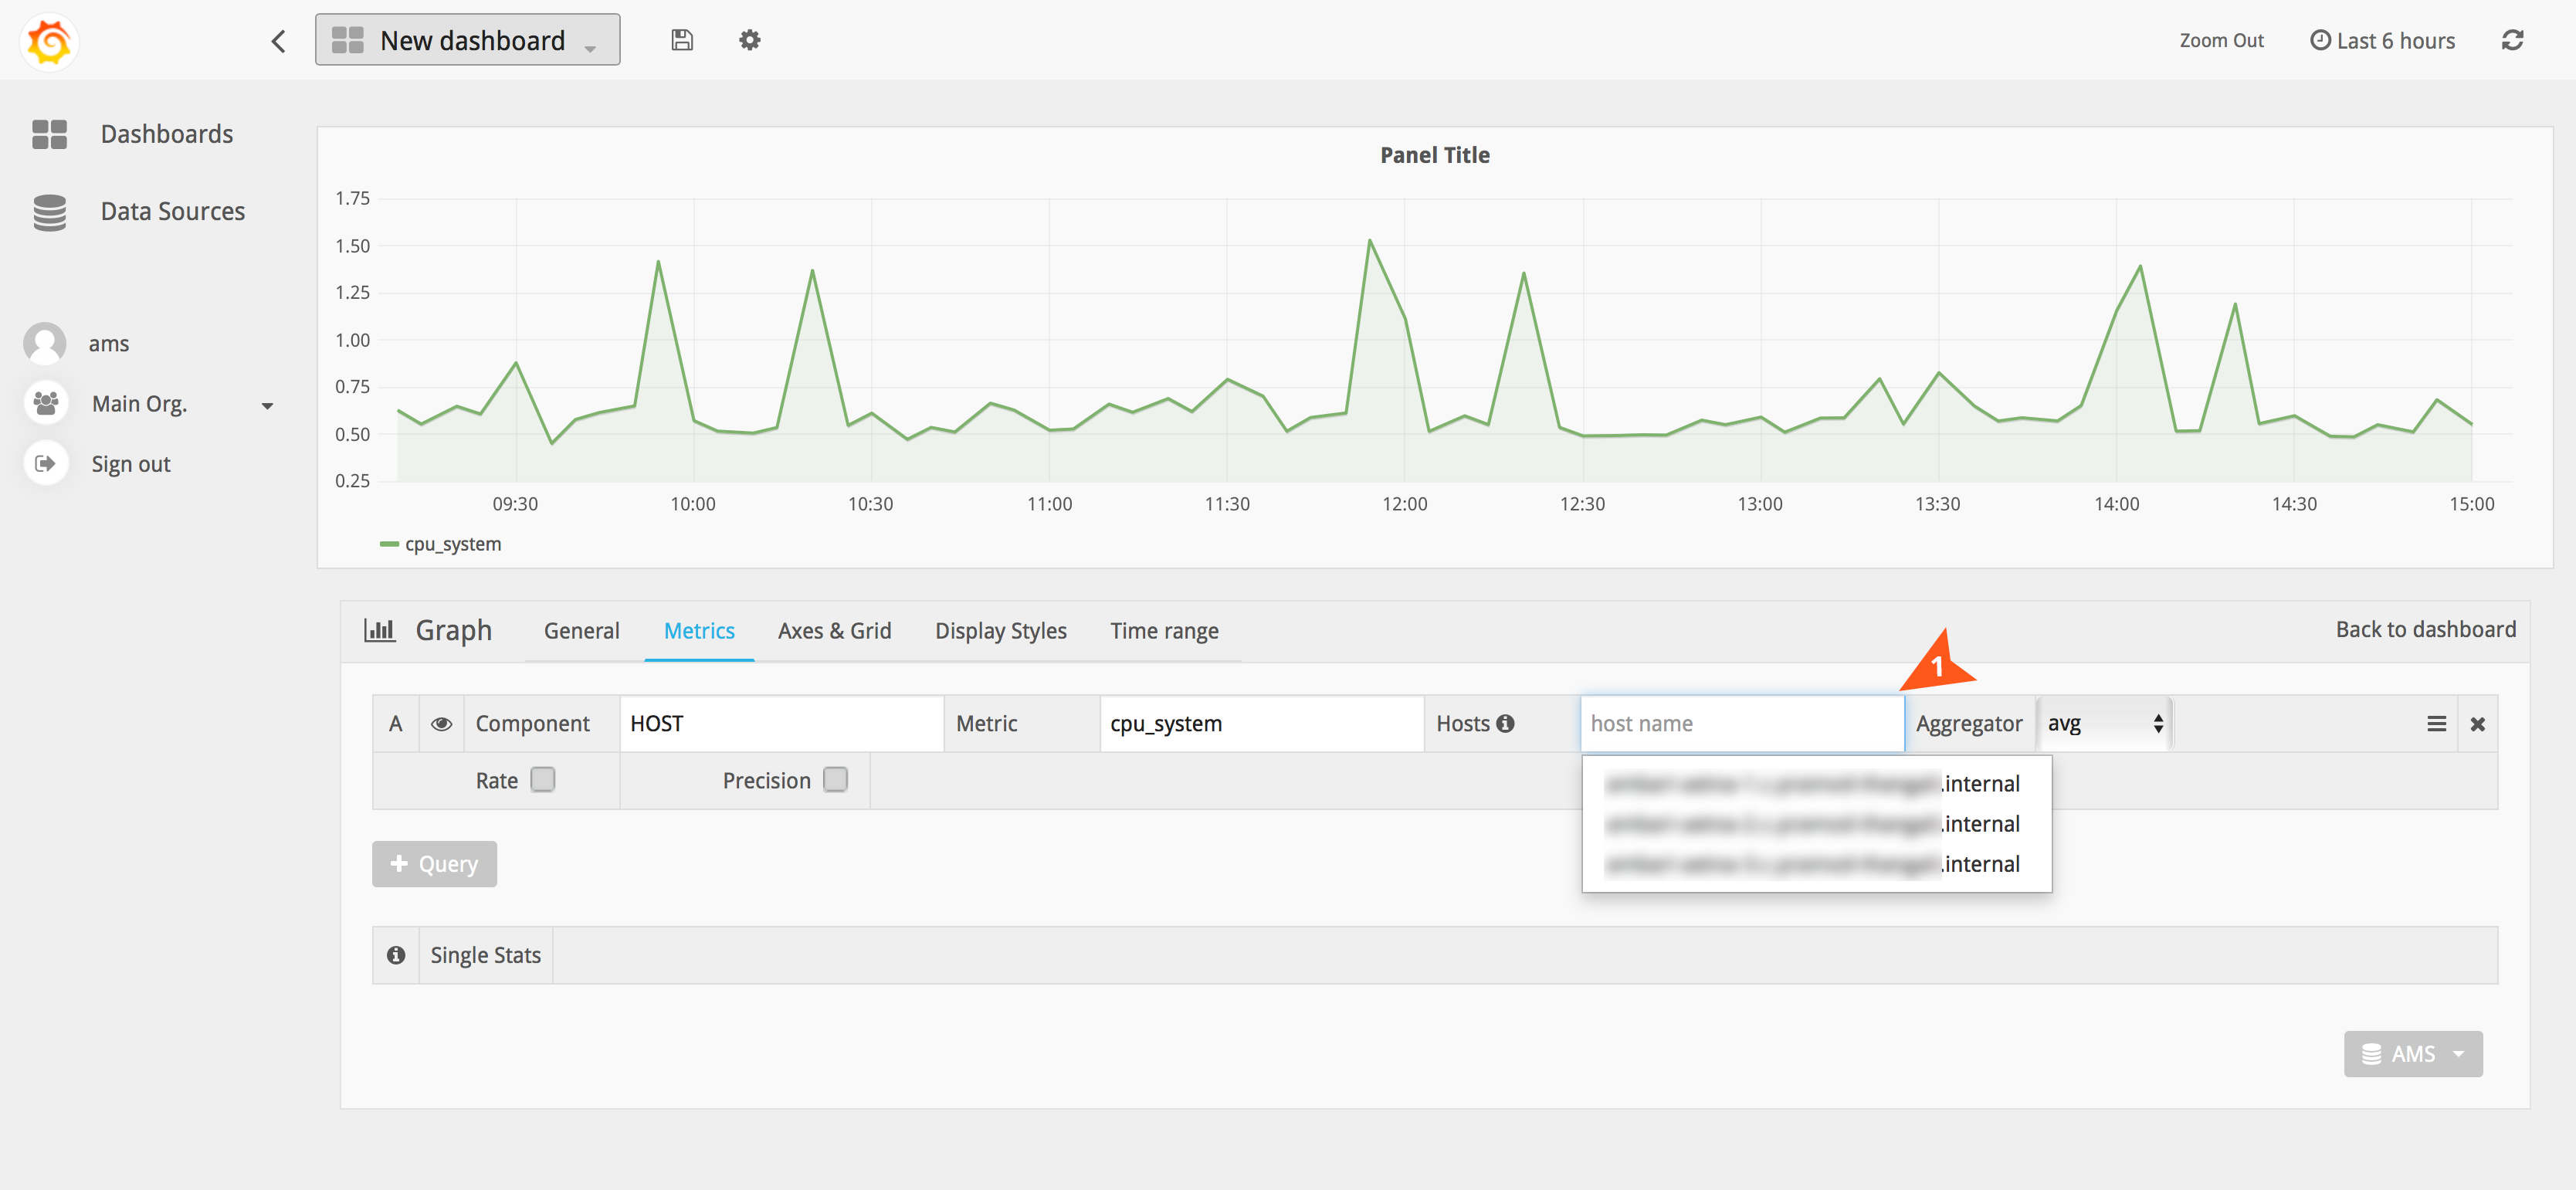 New dashboard
Zoom Out
Last 6 hours
Dashboards
Data Sources
ams
Main Org.
Sign out
Panel Title
1.75
1.50
1.25
1.00
0.75
0.50
0.25
09:30 10:00 10:30 11:00 11:30 12:00 12:30 13:00 13:30 14:00 14:30 15:00
cpu_system
Graph General Metrics Axes & Grid Display Styles Time range Back to dashboard
1
A Component HOST Metric cpu_system Hosts host name Aggregator avg
Rate Precision
.internal
.internal
.internal
Query
Single Stats
AMS